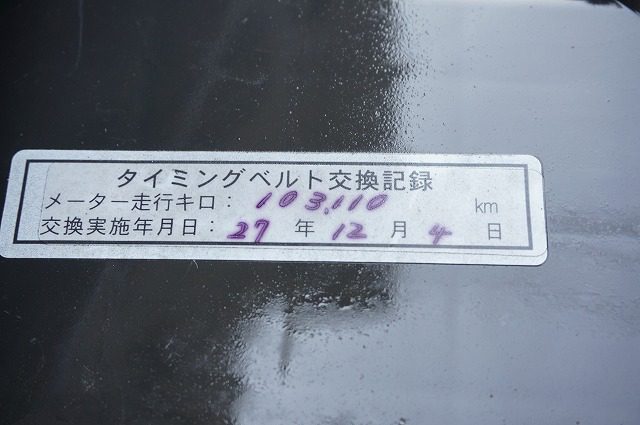 タイミングベルト交換記録
メーター走行キロ： 103,110 km
交換実施年月日： 27 年 12 月 4 日